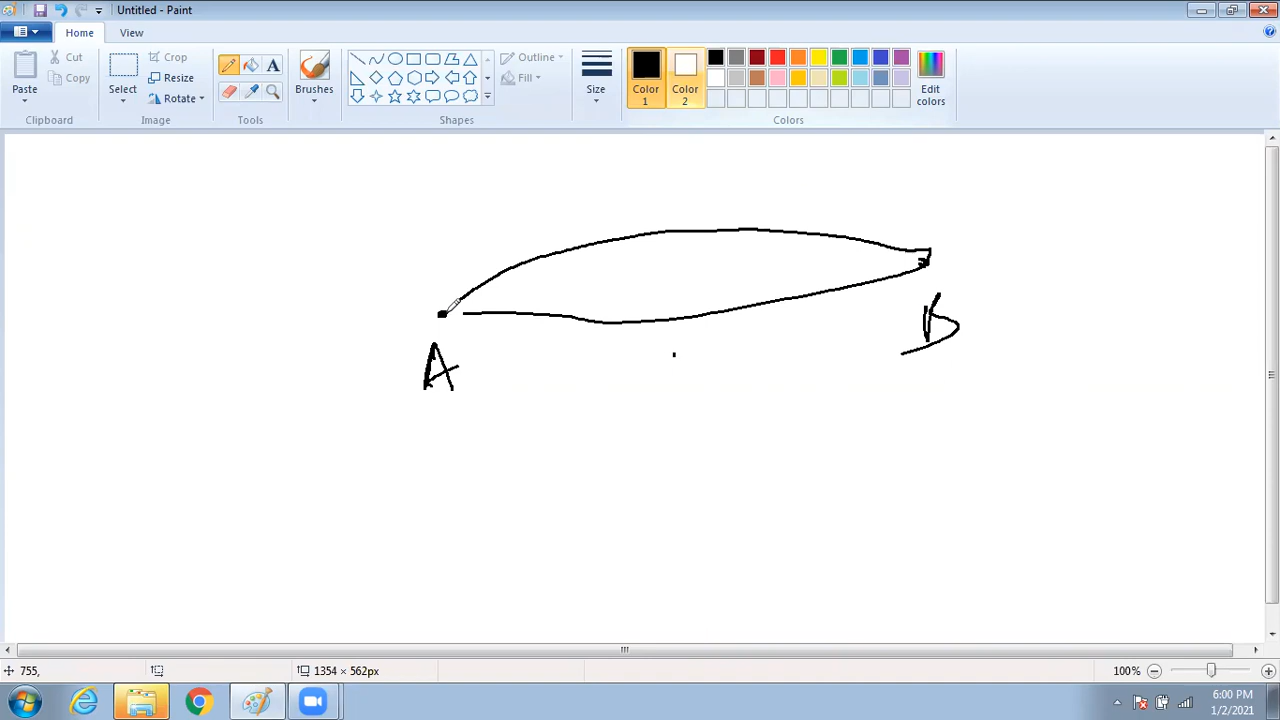 Untitled - Paint
Home
View
Paste
Cut
Copy
Clipboard
Select
Crop
Resize
Rotate
Image
Tools
Brushes
Shapes
Outline
Fill
Size
Color 1
Color 2
Edit colors
Colors
A
B
755,
1354 × 562px
100%
6:00 PM
1/2/2021